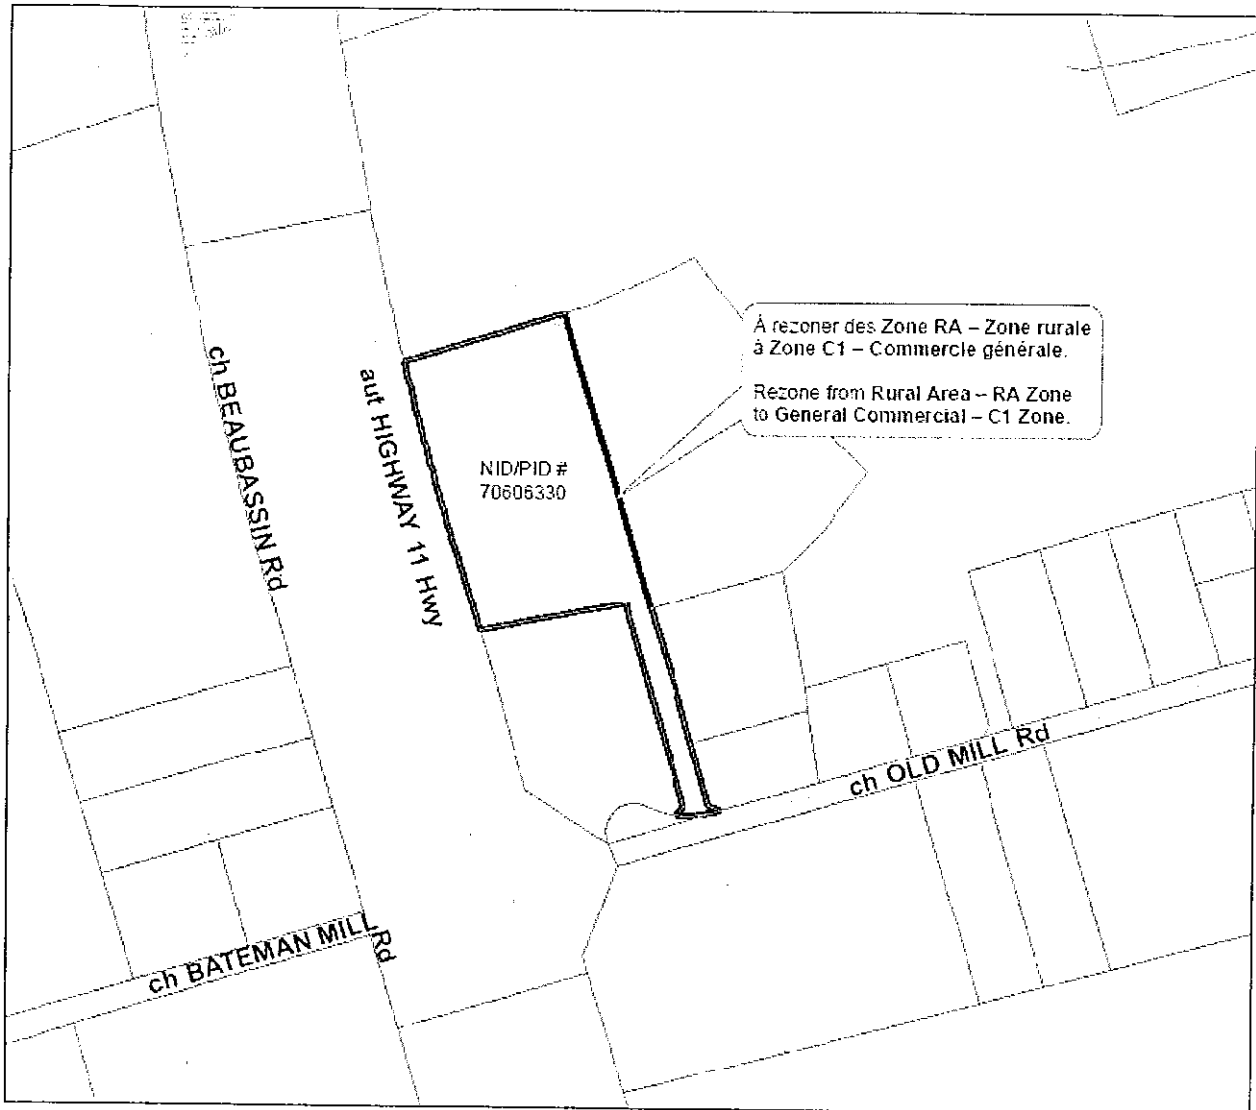 À rezoner des Zone RA – Zone rurale
à Zone C1 – Commercle générale.
Rezone from Rural Area – RA Zone
to General Commercial – C1 Zone.
ch BEAUBASSIN Rd
aut HIGHWAY 11 Hwy
NID/PID #
70606330
ch OLD MILL Rd
ch BATEMAN MILL Rd